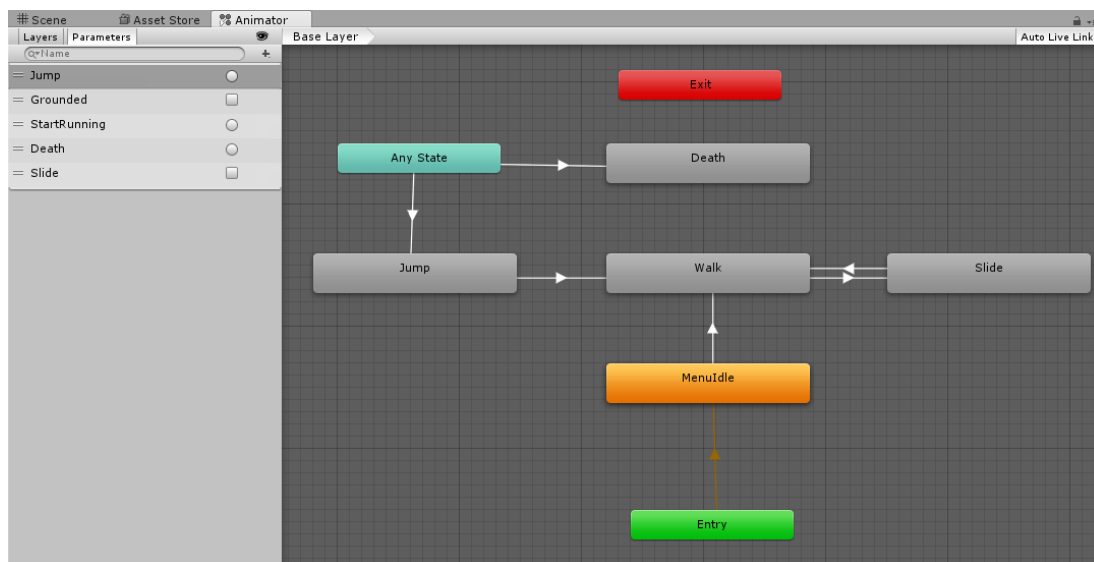 Scene Asset Store Animator
Layers Parameters Base Layer Auto Live Link
Name
Jump
Grounded
StartRunning
Death
Slide
Exit
Any State Death
Jump Walk Slide
MenuIdle
Entry